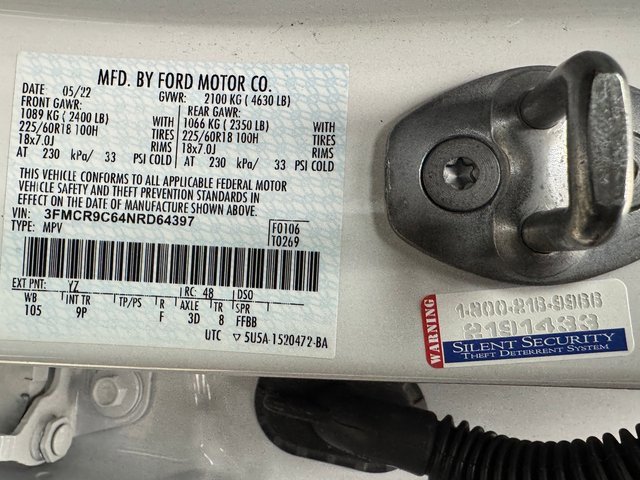 MFD. BY FORD MOTOR CO.
DATE 05/22 GVWR: 2100 KG ( 4630 LB)
FRONT GAWR: REAR GAWR:
1089 KG ( 2400 LB) WITH 1066 KG ( 2350 LB) WITH
225/60R18 100H TIRES 225/60R18 100H TIRES
18x7.0J RIMS 18x7.0J RIMS
AT 230 kPa/ 33 PSI COLD AT 230 kPa/ 33 PSI COLD
THIS VEHICLE CONFORMS TO ALL APPLICABLE FEDERAL MOTOR
VEHICLE SAFETY AND THEFT PREVENTION STANDARDS IN
EFFECT ON THE DATE OF MANUFACTURE SHOWN ABOVE.
VIN: 3FMCR9C64NRD64397
TYPE: MPV F0106
T0269
EXT PNT: YZ RC: 48 DSO
WB INT TR TP/PS R AXLE TR SPR
105 9P F 3D 8 FFBB
UTC ▽ 5U5A-1520472-BA
WARNING
1-800-216-9966
2191433
SILENT SECURITY
THEFT DETERRENT SYSTEM